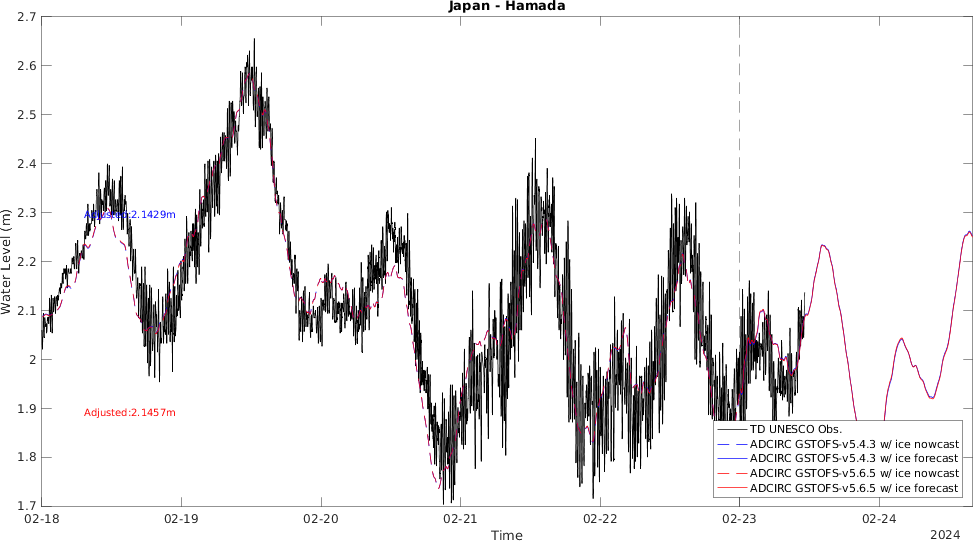 Japan - Hamada
2.7
2.6
2.5
2.4
2.3
2.2
2.1
2
1.9
1.8
1.7
Water Level (m)
Adjusted:2.1429m
Adjusted:2.1457m
TD UNESCO Obs.
ADCIRC GSTOFS-v5.4.3 w/ ice nowcast
ADCIRC GSTOFS-v5.4.3 w/ ice forecast
ADCIRC GSTOFS-v5.6.5 w/ ice nowcast
ADCIRC GSTOFS-v5.6.5 w/ ice forecast
02-18 02-19 02-20 02-21 02-22 02-23 02-24
Time
2024